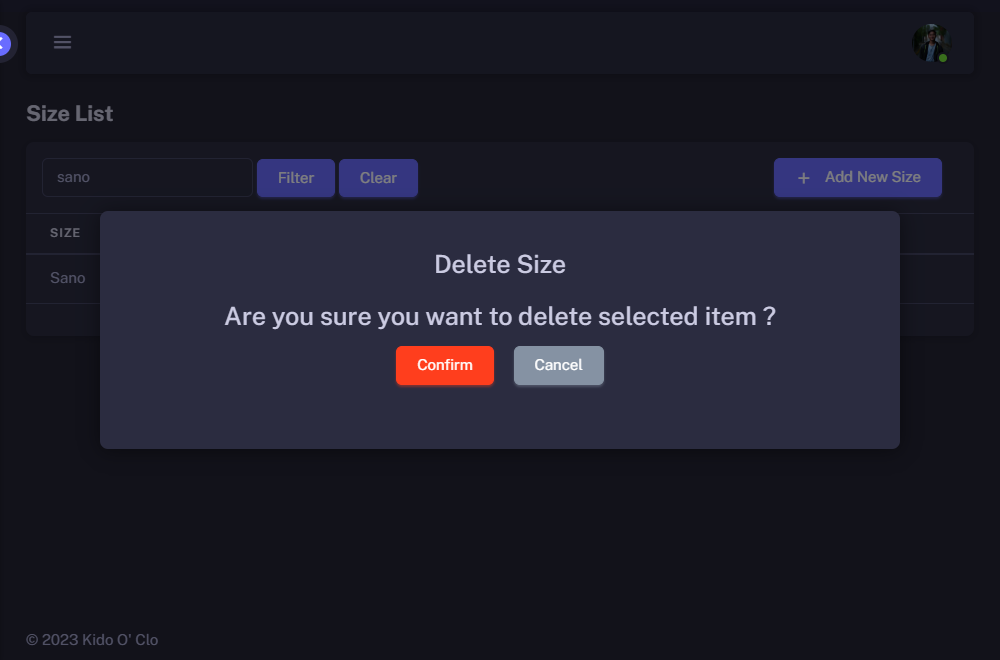 Size List
sano
Filter
Clear
+ Add New Size
SIZE
Sano
Delete Size
Are you sure you want to delete selected item ?
Confirm
Cancel
© 2023 Kido O' Clo